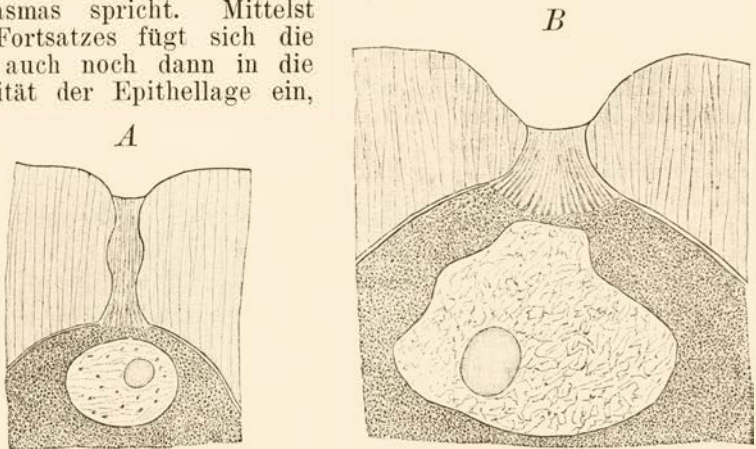 asmas spricht. Mittelst
Fortsatzes fügt sich die
auch noch dann in die
ität der Epithellage ein,
A
B